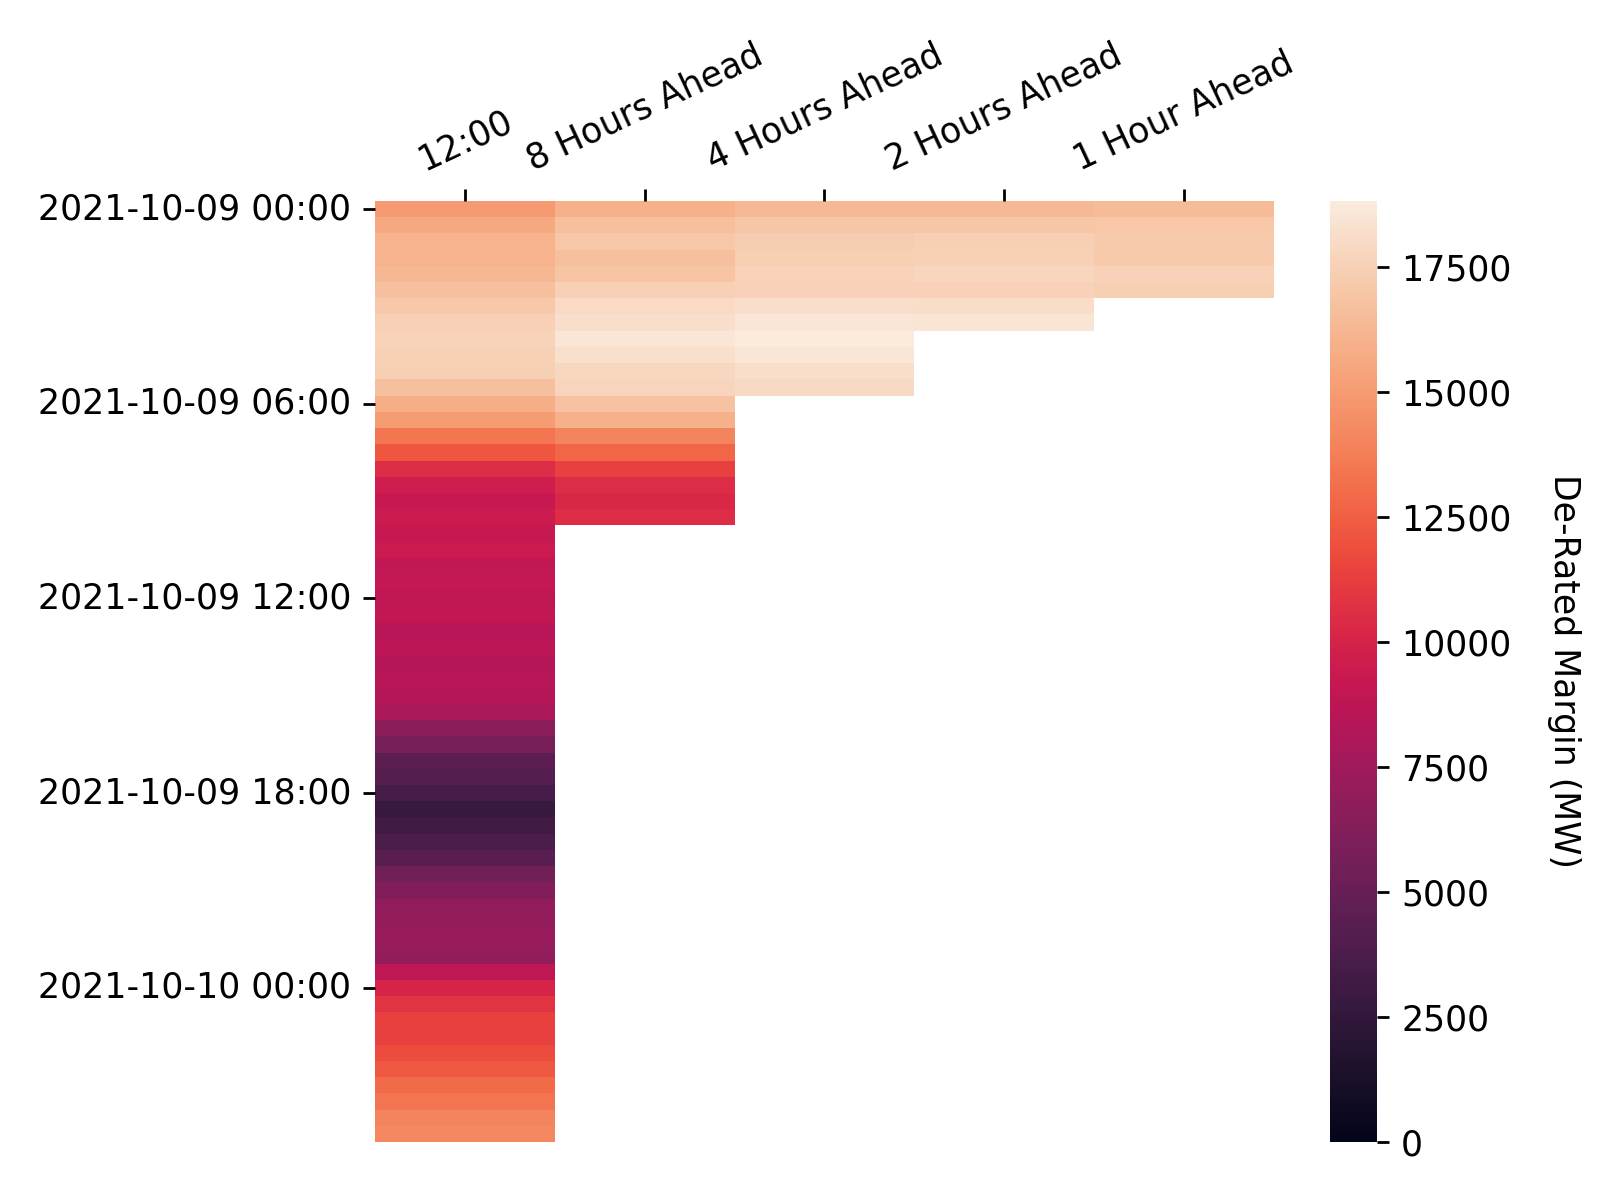 12:00
8 Hours Ahead
4 Hours Ahead
2 Hours Ahead
1 Hour Ahead
2021-10-09 00:00
2021-10-09 06:00
2021-10-09 12:00
2021-10-09 18:00
2021-10-10 00:00
17500
15000
12500
10000
7500
5000
2500
0
De-Rated Margin (MW)